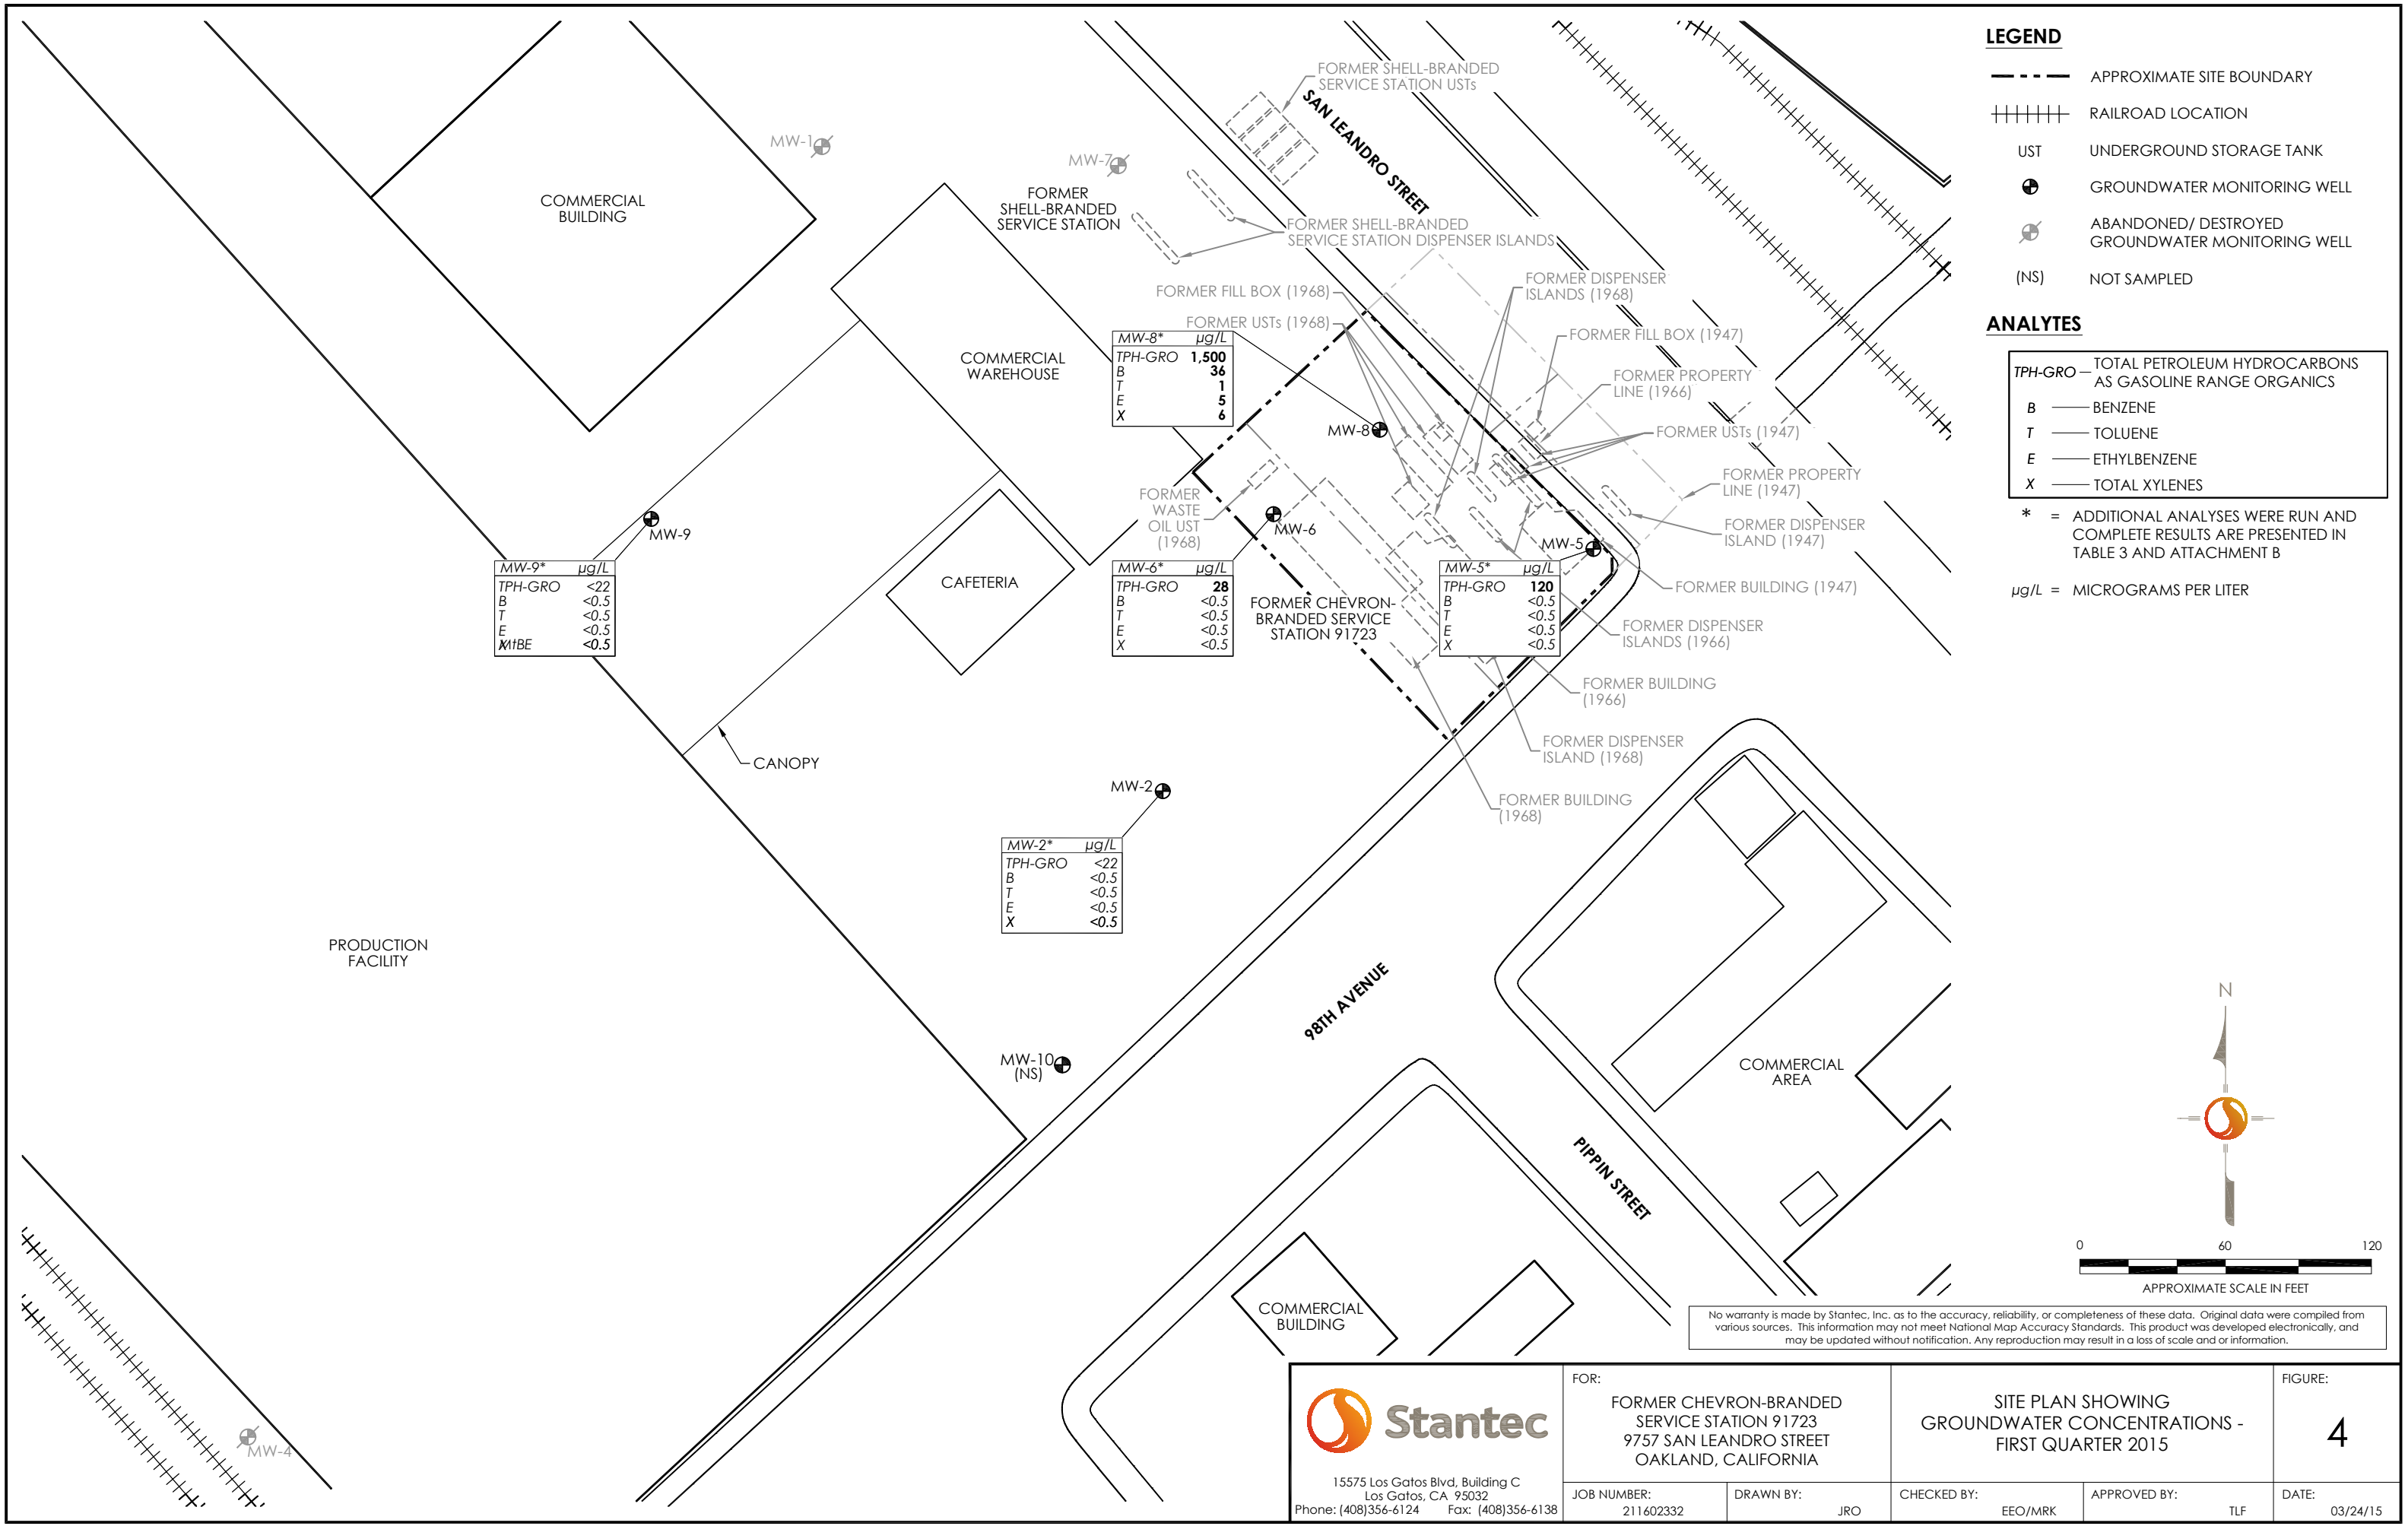 MW-1
COMMERCIAL
BUILDING
MW-7
FORMER
SHELL-BRANDED
SERVICE STATION
FORMER SHELL-BRANDED
SERVICE STATION USTs
SAN LEANDRO STREET
FORMER SHELL-BRANDED
SERVICE STATION DISPENSER ISLANDS
FORMER FILL BOX (1968)
FORMER USTs (1968)
FORMER DISPENSER
ISLANDS (1968)
FORMER FILL BOX (1947)
FORMER PROPERTY
LINE (1966)
FORMER USTs (1947)
FORMER PROPERTY
LINE (1947)
FORMER DISPENSER
ISLAND (1947)
FORMER BUILDING (1947)
FORMER DISPENSER
ISLANDS (1966)
FORMER BUILDING
(1966)
FORMER DISPENSER
ISLAND (1968)
FORMER BUILDING
(1968)
COMMERCIAL
WAREHOUSE
MW-8* µg/L
TPH-GRO 1,500
B 36
T 1
E 5
X 6
MW-8
FORMER
WASTE
OIL UST
(1968)
MW-6
MW-5
MW-9
MW-9* µg/L
TPH-GRO <22
B <0.5
T <0.5
E <0.5
X MtBE <0.5
CAFETERIA
MW-6* µg/L
TPH-GRO 28
B <0.5
T <0.5
E <0.5
X <0.5
FORMER CHEVRON-
BRANDED SERVICE
STATION 91723
MW-5* µg/L
TPH-GRO 120
B <0.5
T <0.5
E <0.5
X <0.5
CANOPY
MW-2
MW-2* µg/L
TPH-GRO <22
B <0.5
T <0.5
E <0.5
X <0.5
PRODUCTION
FACILITY
98TH AVENUE
MW-10
(NS)
COMMERCIAL
AREA
PIPPIN STREET
COMMERCIAL
BUILDING
MW-4
LEGEND
APPROXIMATE SITE BOUNDARY
RAILROAD LOCATION
UST UNDERGROUND STORAGE TANK
GROUNDWATER MONITORING WELL
ABANDONED/ DESTROYED
GROUNDWATER MONITORING WELL
(NS) NOT SAMPLED
ANALYTES
TPH-GRO TOTAL PETROLEUM HYDROCARBONS
AS GASOLINE RANGE ORGANICS
B BENZENE
T TOLUENE
E ETHYLBENZENE
X TOTAL XYLENES
* = ADDITIONAL ANALYSES WERE RUN AND
COMPLETE RESULTS ARE PRESENTED IN
TABLE 3 AND ATTACHMENT B
µg/L = MICROGRAMS PER LITER
N
0 60 120
APPROXIMATE SCALE IN FEET
No warranty is made by Stantec, Inc. as to the accuracy, reliability, or completeness of these data. Original data were compiled from
various sources. This information may not meet National Map Accuracy Standards. This product was developed electronically, and
may be updated without notification. Any reproduction may result in a loss of scale and or information.
Stantec
15575 Los Gatos Blvd, Building C
Los Gatos, CA 95032
Phone: (408)356-6124 Fax: (408)356-6138
FOR:
FORMER CHEVRON-BRANDED
SERVICE STATION 91723
9757 SAN LEANDRO STREET
OAKLAND, CALIFORNIA
SITE PLAN SHOWING
GROUNDWATER CONCENTRATIONS -
FIRST QUARTER 2015
FIGURE:
4
JOB NUMBER:
211602332
DRAWN BY:
JRO
CHECKED BY:
EEO/MRK
APPROVED BY:
TLF
DATE:
03/24/15